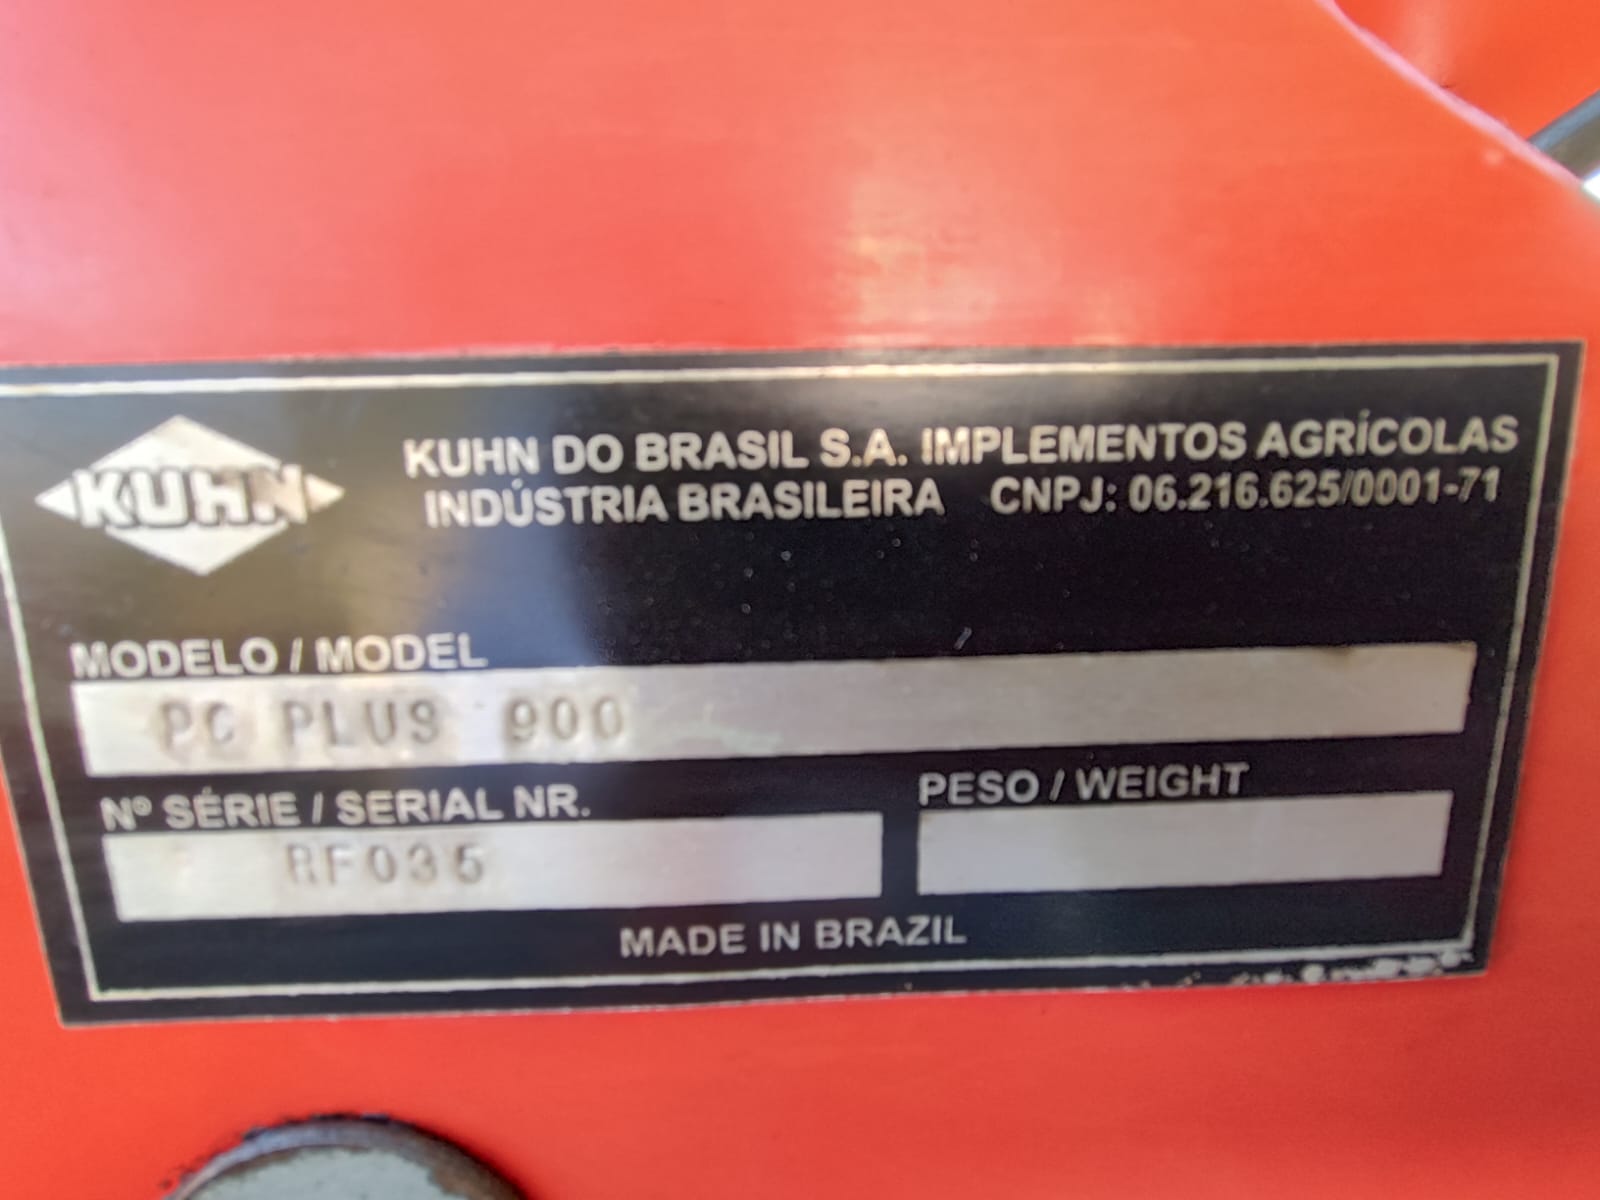 KUHN
KUHN DO BRASIL S.A. IMPLEMENTOS AGRÍCOLAS
INDÚSTRIA BRASILEIRA CNPJ: 06.216.625/0001-71
MODELO / MODEL
PG PLUS 900
Nº SÉRIE / SERIAL NR.
RF035
PESO / WEIGHT
MADE IN BRAZIL